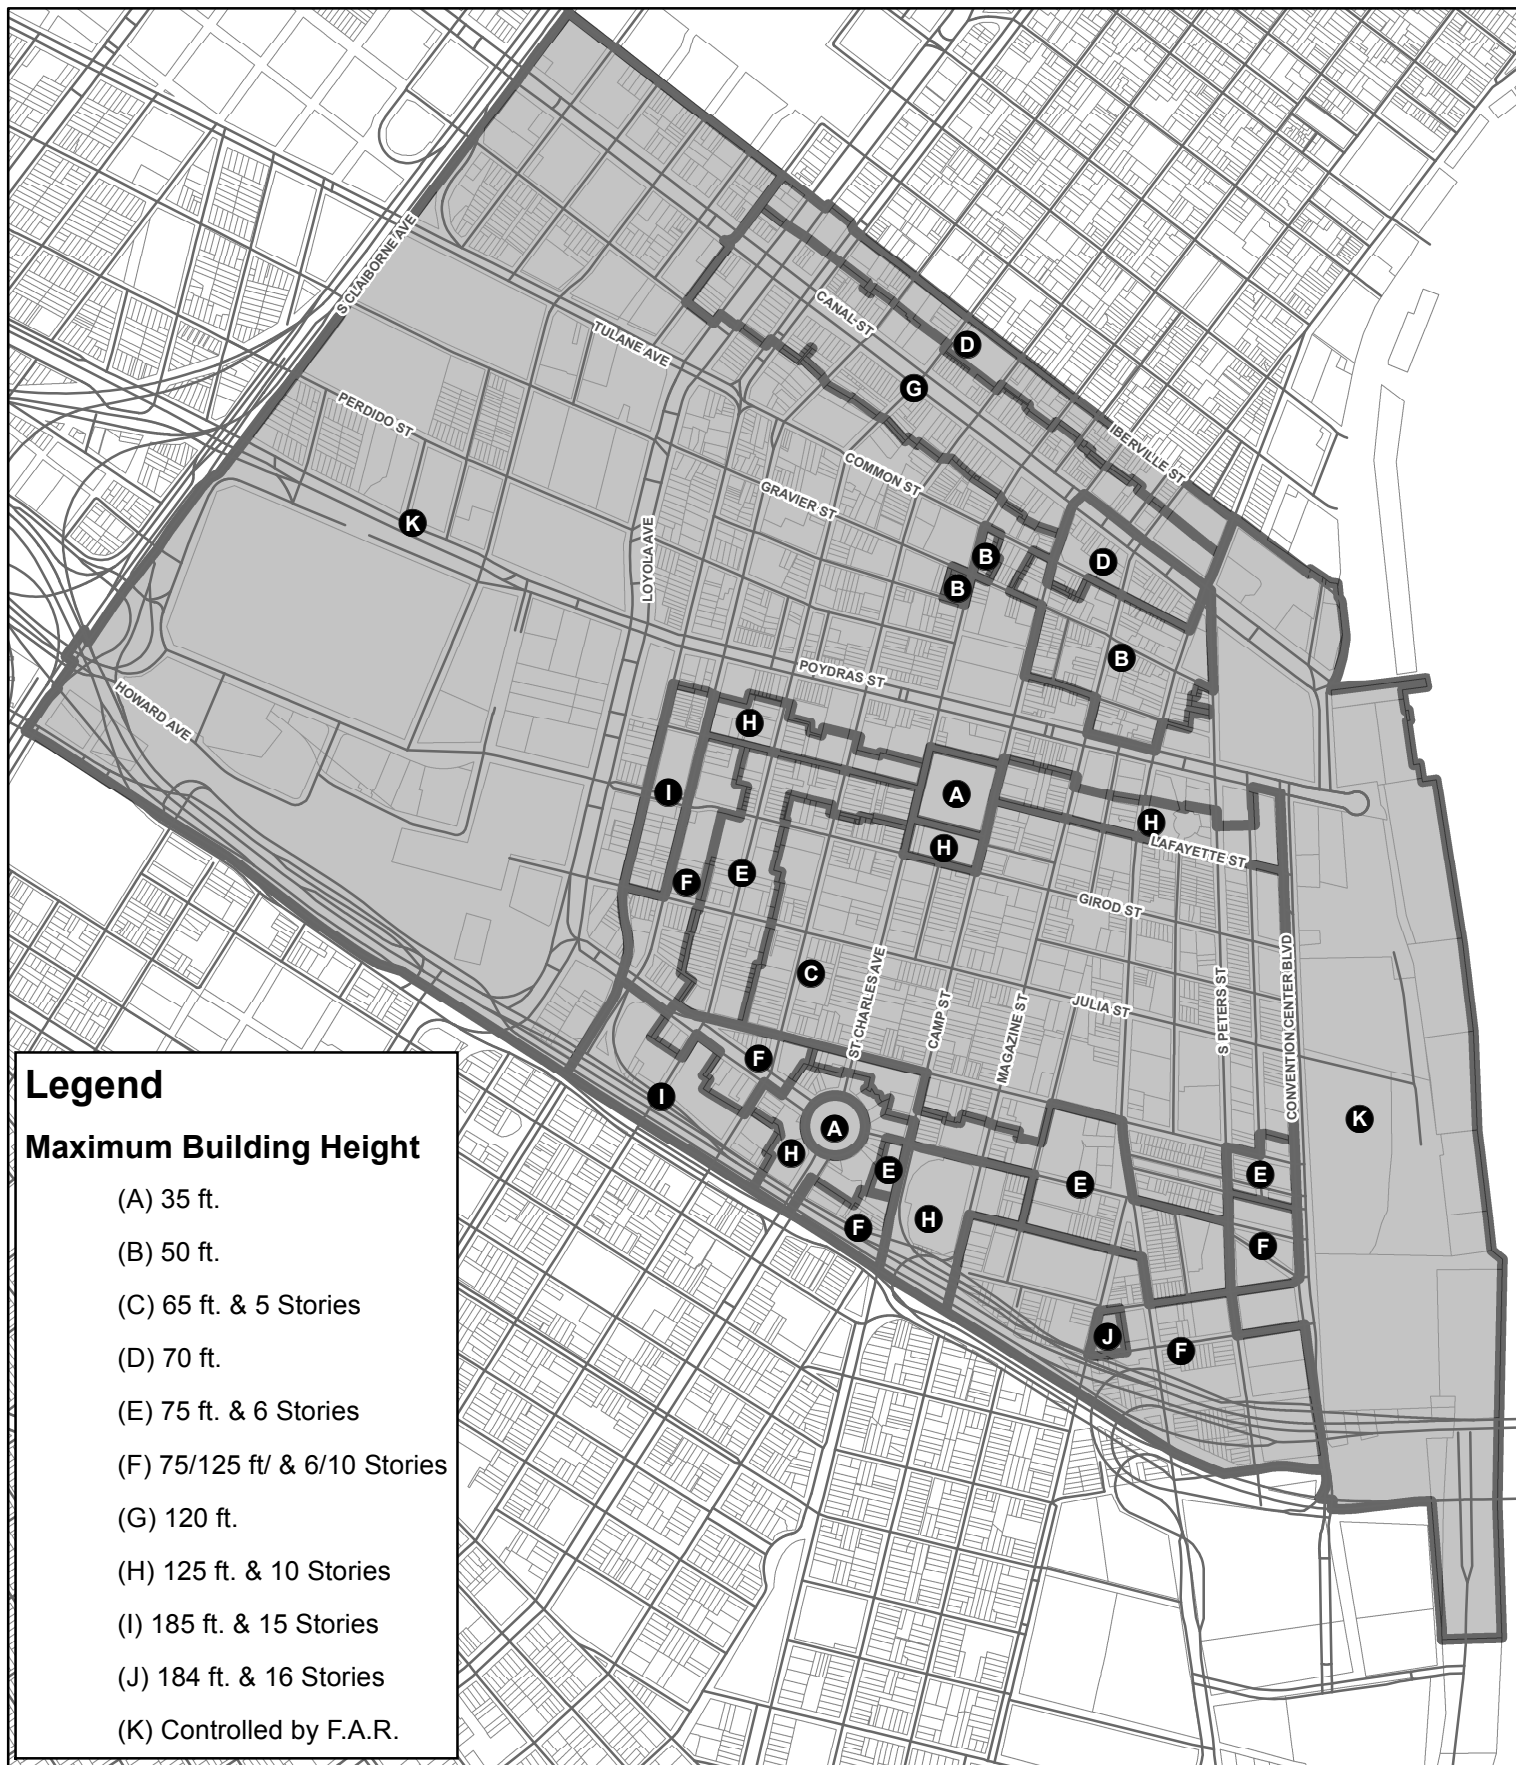 S CLAIBORNE AVE
CANAL ST
TULANE AVE
D
G
PERDIDO ST
IBERVILLE ST
COMMON ST
GRAVIER ST
K
LOYOLA AVE
B
D
B
B
POYDRAS ST
HOWARD AVE
H
I
A
H
H
LAFAYETTE ST
E
F
GIROD ST
CONVENTION CENTER BLVD
C
ST CHARLES AVE
CAMP ST
MAGAZINE ST
JULIA ST
S PETERS ST
F
I
A
K
H
E
E
E
H
F
F
J
F
Legend
Maximum Building Height
(A) 35 ft.
(B) 50 ft.
(C) 65 ft. & 5 Stories
(D) 70 ft.
(E) 75 ft. & 6 Stories
(F) 75/125 ft/ & 6/10 Stories
(G) 120 ft.
(H) 125 ft. & 10 Stories
(I) 185 ft. & 15 Stories
(J) 184 ft. & 16 Stories
(K) Controlled by F.A.R.